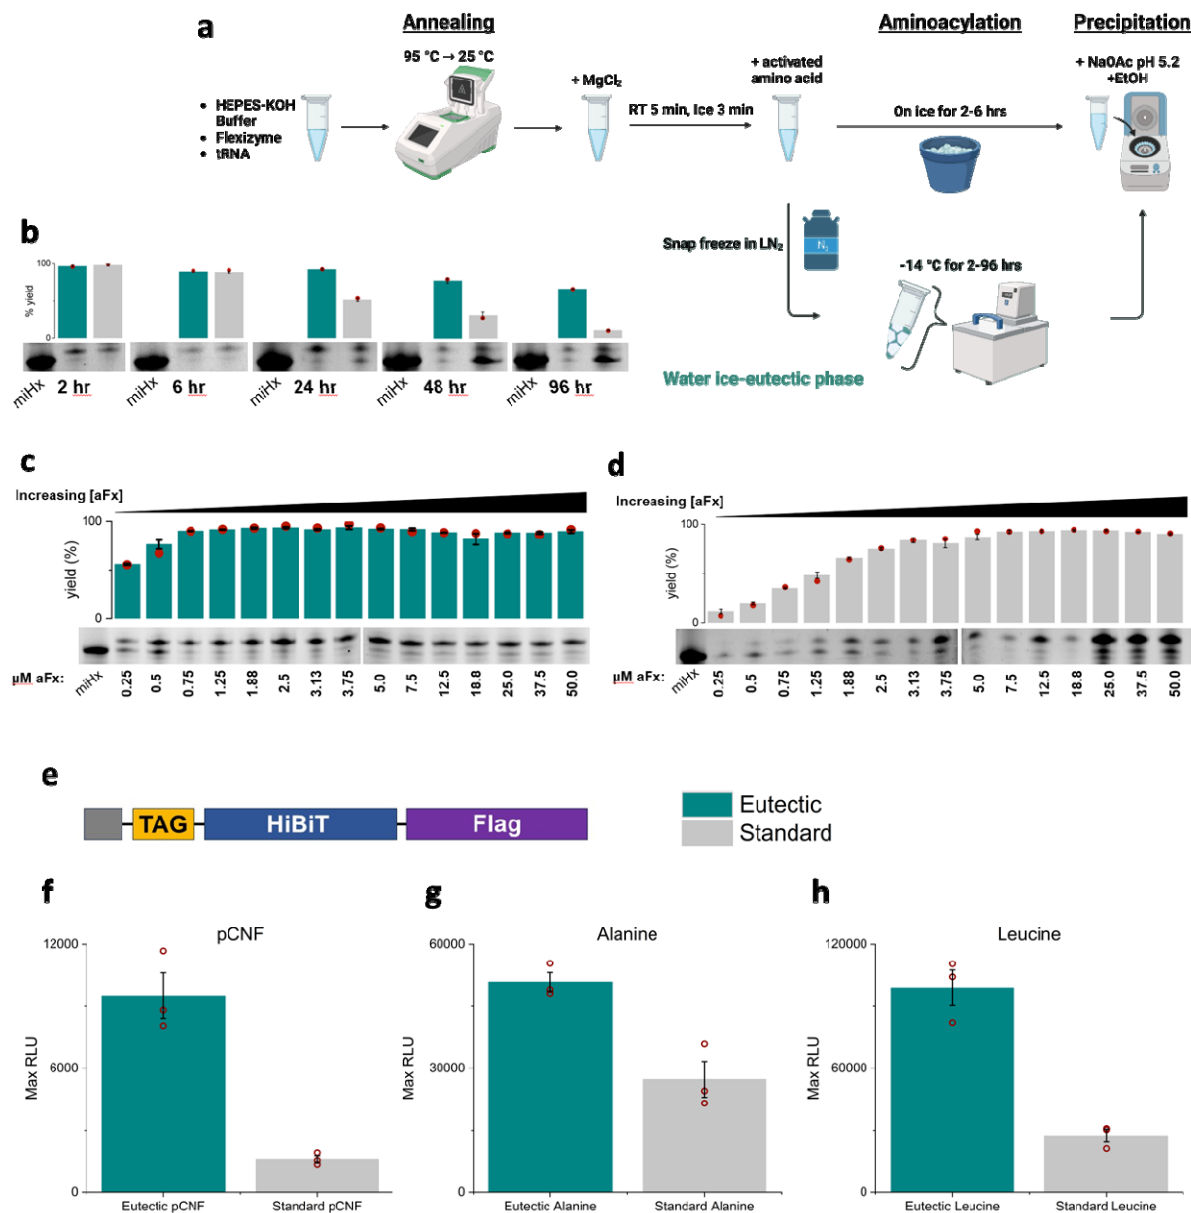 a
Annealing
Aminoacylation
Precipitation
95 °C → 25 °C
+ MgCl₂
+ activated
amino acid
+ NaOAc pH 5.2
+EtOH
• HEPES-KOH
Buffer
• Flexizyme
• tRNA
RT 5 min, Ice 3 min
On ice for 2-6 hrs
Snap freeze in LN₂
N₂
-14 °C for 2-96 hrs
Water ice-eutectic phase
b
100
% yield
0
miHx 2 hr miHx 6 hr miHx 24 hr miHx 48 hr miHx 96 hr
c
Increasing [aFx]
100
yield (%)
0
µM aFx: miHx 0.25 0.5 0.75 1.25 1.88 2.5 3.13 3.75 5.0 7.5 12.5 18.8 25.0 37.5 50.0
d
Increasing [aFx]
100
yield (%)
0
µM aFx: miHx 0.25 0.5 0.75 1.25 1.88 2.5 3.13 3.75 5.0 7.5 12.5 18.8 25.0 37.5 50.0
e
TAG HiBiT Flag
Eutectic
Standard
f
pCNF
12000
6000
0
Max RLU
Eutectic pCNF Standard pCNF
g
Alanine
60000
30000
0
Max RLU
Eutectic Alanine Standard Alanine
h
Leucine
120000
60000
0
Max RLU
Eutectic Leucine Standard Leucine